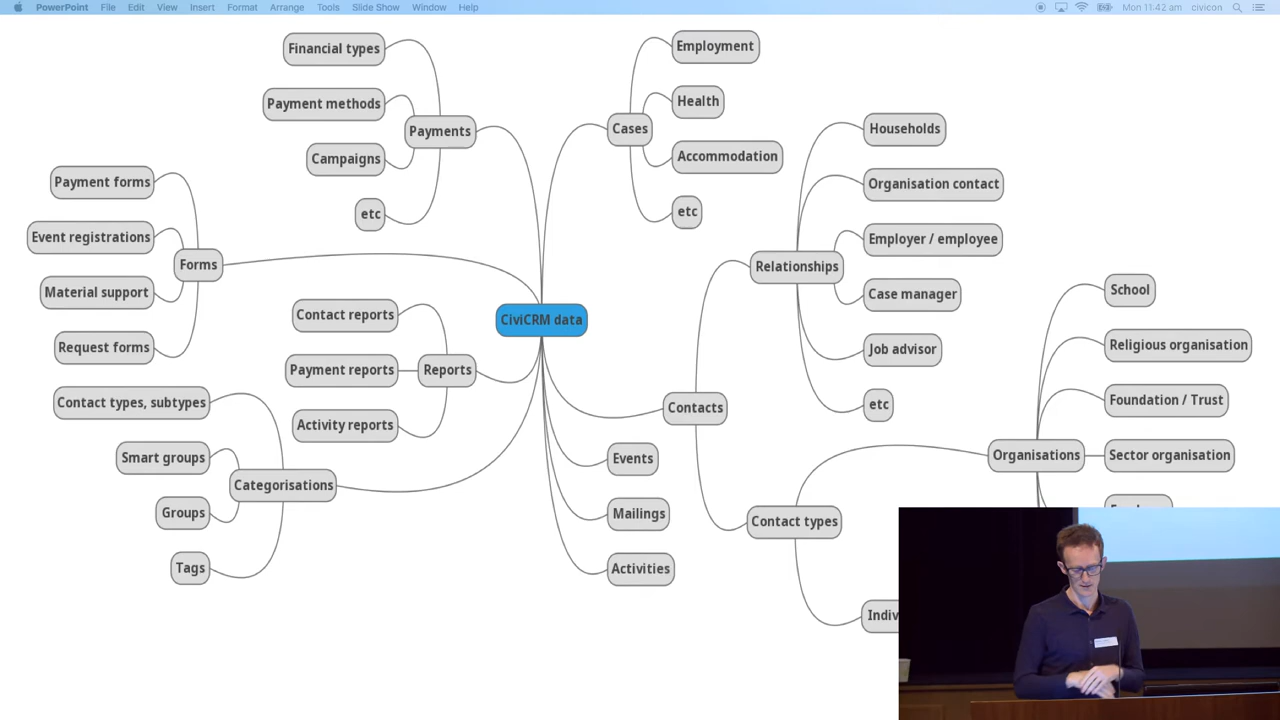 PowerPoint File Edit View Insert Format Arrange Tools Slide Show Window Help Mon 11:42 am civicon
Financial types
Payment methods
Payments
Campaigns
etc
Employment
Health
Cases
Accommodation
etc
Payment forms
Event registrations
Forms
Material support
Request forms
Households
Organisation contact
Employer / employee
Relationships
Case manager
Job advisor
etc
CiviCRM data
Contact reports
Payment reports
Reports
Activity reports
Contact types, subtypes
Smart groups
Categorisations
Groups
Tags
Contacts
Events
Mailings
Activities
Contact types
School
Religious organisation
Foundation / Trust
Organisations
Sector organisation